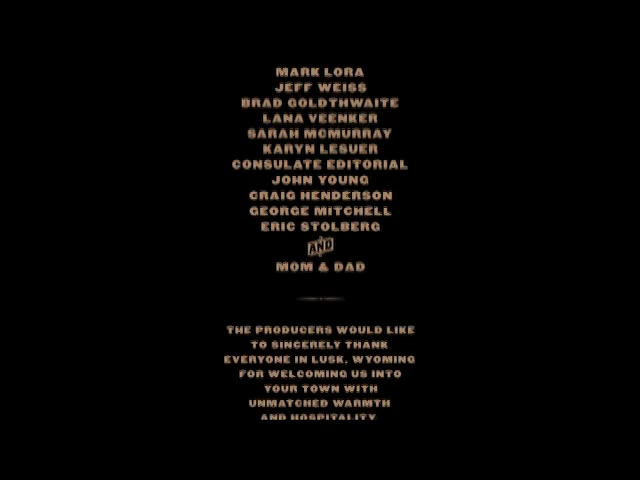 MARK LORA
JEFF WEISS
BRAD GOLDTHWAITE
LANA VEENKER
SARAH MCMURRAY
KARYN LESUER
CONSULATE EDITORIAL
JOHN YOUNG
CRAIG HENDERSON
GEORGE MITCHELL
ERIC STOLBERG
AND
MOM & DAD
THE PRODUCERS WOULD LIKE
TO SINCERELY THANK
EVERYONE IN LUSK, WYOMING
FOR WELCOMING US INTO
YOUR TOWN WITH
UNMATCHED WARMTH
AND HOSPITALITY